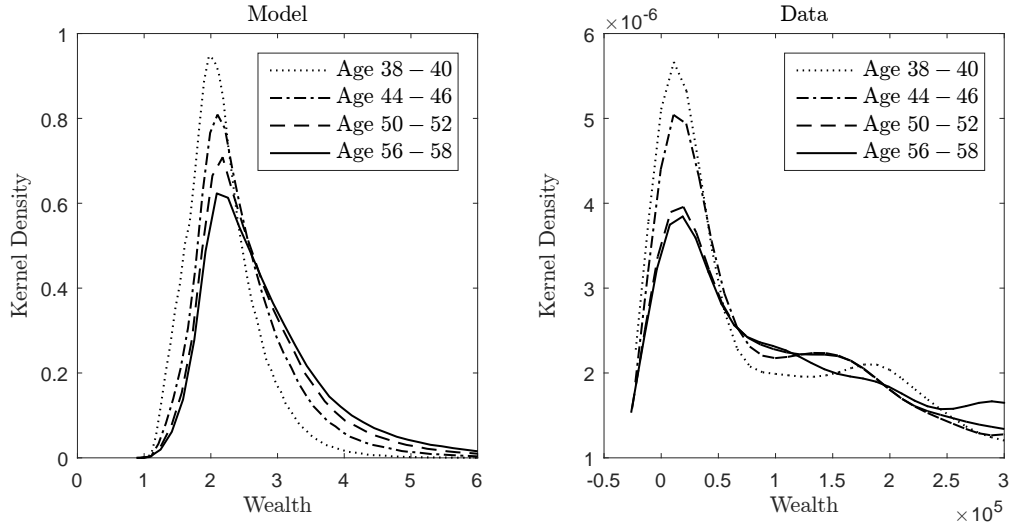 Model
Kernel Density
1
0.8
0.6
0.4
0.2
0
0 1 2 3 4 5 6
Wealth
Age 38 − 40
Age 44 − 46
Age 50 − 52
Age 56 − 58
Data
×10⁻⁶
Kernel Density
6
5
4
3
2
1
-0.5 0 0.5 1 1.5 2 2.5 3
Wealth
×10⁵
Age 38 − 40
Age 44 − 46
Age 50 − 52
Age 56 − 58